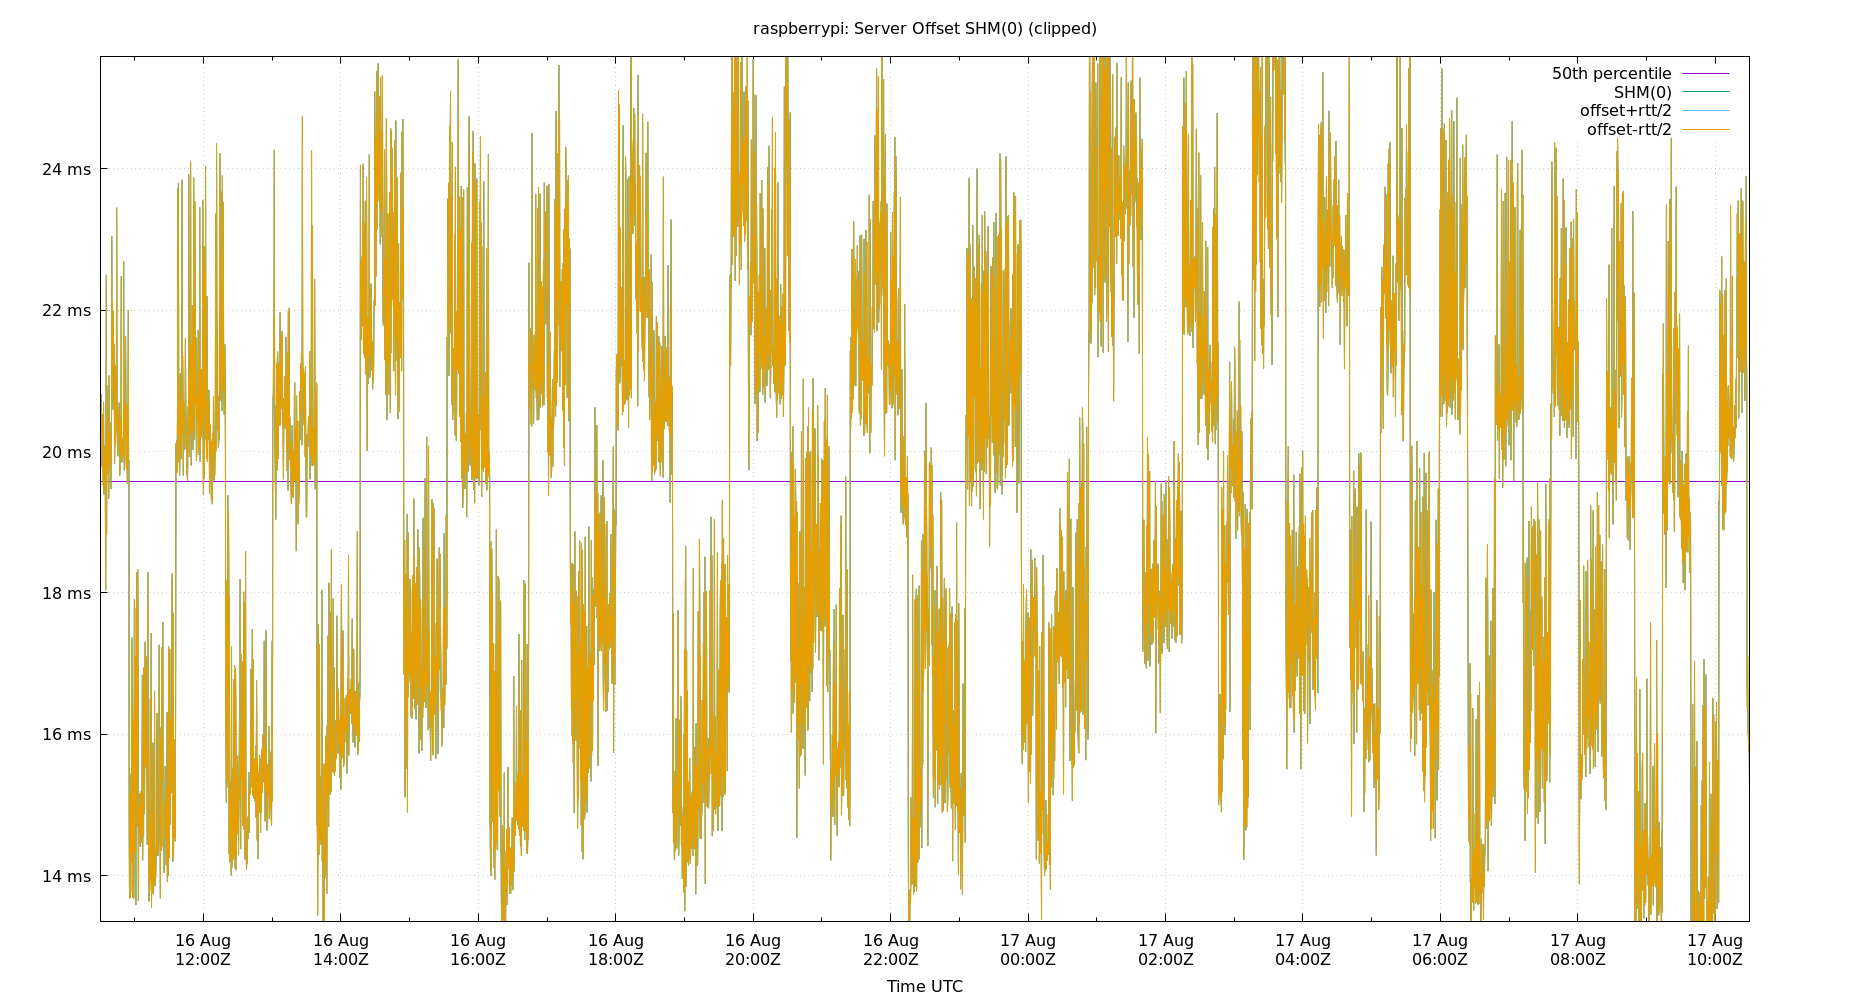 raspberrypi: Server Offset SHM(0) (clipped)
50th percentile
SHM(0)
offset+rtt/2
offset-rtt/2
24 ms
22 ms
20 ms
18 ms
16 ms
14 ms
16 Aug 16 Aug 16 Aug 16 Aug 16 Aug 16 Aug 17 Aug 17 Aug 17 Aug 17 Aug 17 Aug 17 Aug
12:00Z 14:00Z 16:00Z 18:00Z 20:00Z 22:00Z 00:00Z 02:00Z 04:00Z 06:00Z 08:00Z 10:00Z
Time UTC